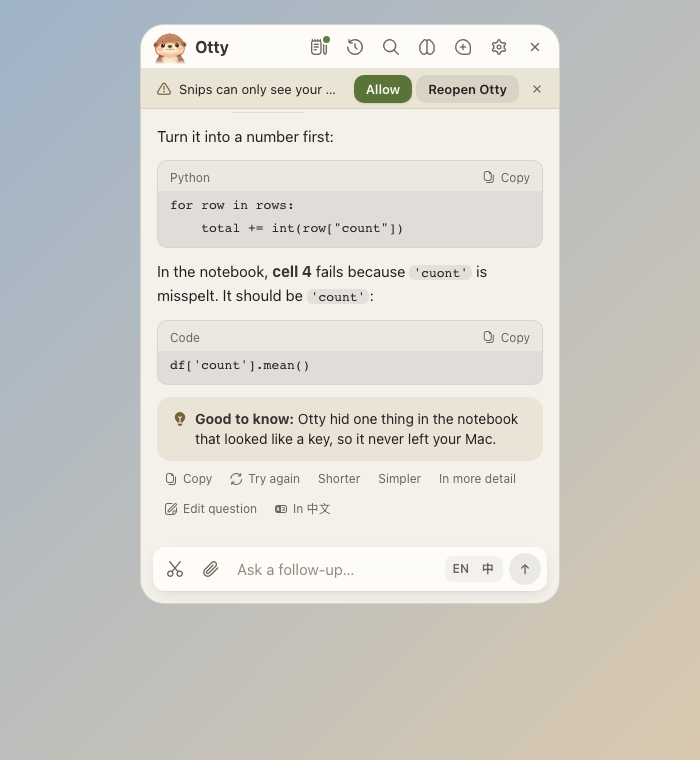 Otty
Snips can only see your ... Allow Reopen Otty
Turn it into a number first:
Python Copy
for row in rows:
    total += int(row["count"])
In the notebook, cell 4 fails because 'cuont' is
misspelt. It should be 'count':
Code Copy
df['count'].mean()
Good to know: Otty hid one thing in the notebook
that looked like a key, so it never left your Mac.
Copy Try again Shorter Simpler In more detail
Edit question In 中文
Ask a follow-up... EN 中